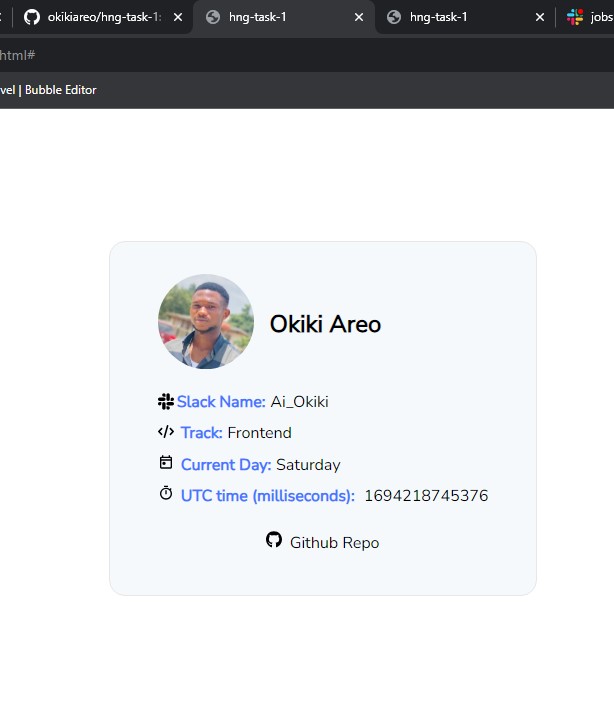 okikiareo/hng-task-1: hng-task-1 hng-task-1 jobs
html#
vel | Bubble Editor
Okiki Areo
Slack Name: Ai_Okiki
Track: Frontend
Current Day: Saturday
UTC time (milliseconds): 1694218745376
Github Repo